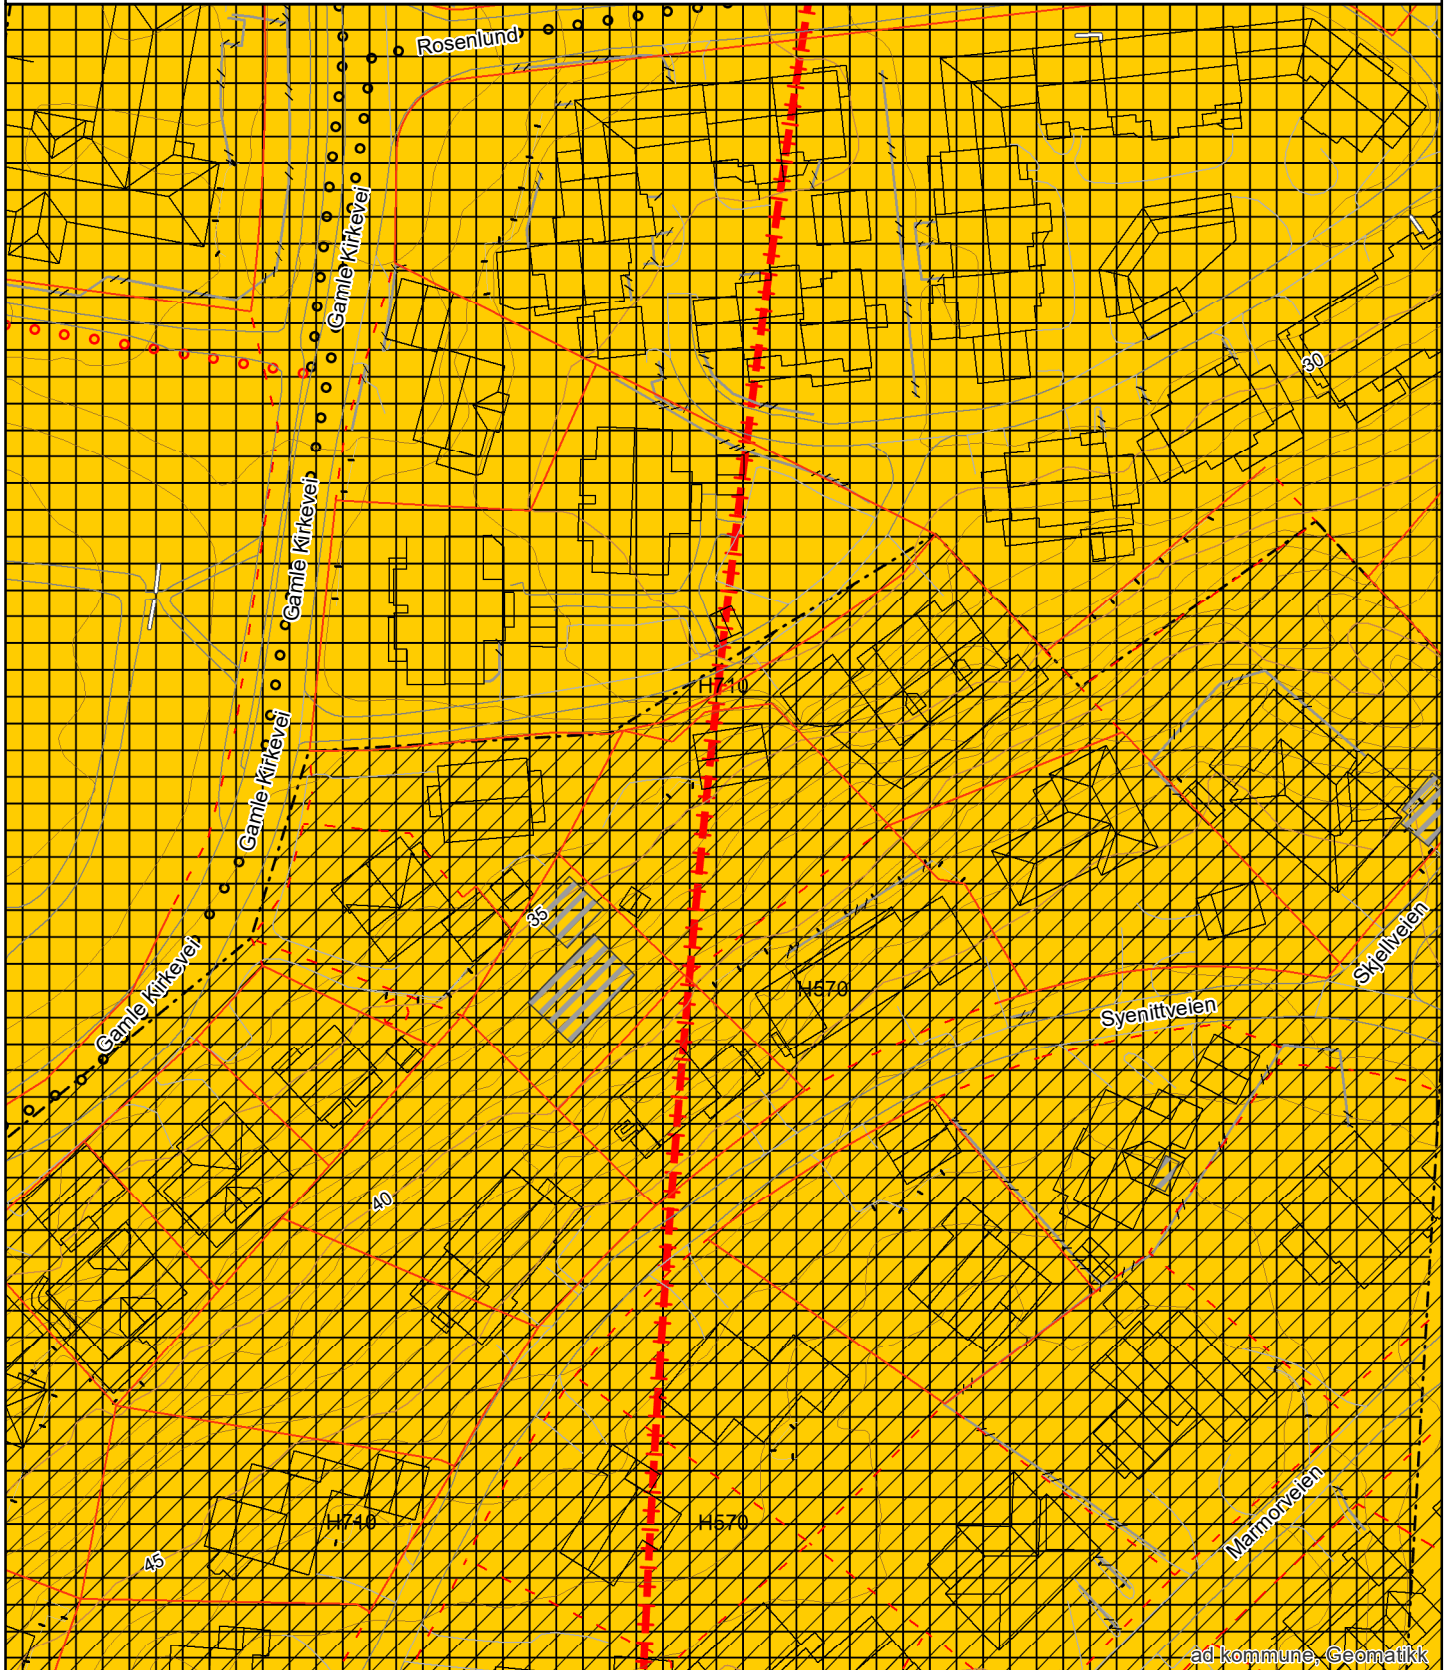 Rosenlund
Gamle Kirkevei
30
Gamle Kirkevei
H710
Gamle Kirkevei
35
Skjellveien
Gamle Kirkevei
H570
Syenittveien
40
H710
H570
Marmorveien
45
ad kommune, Geomatikk